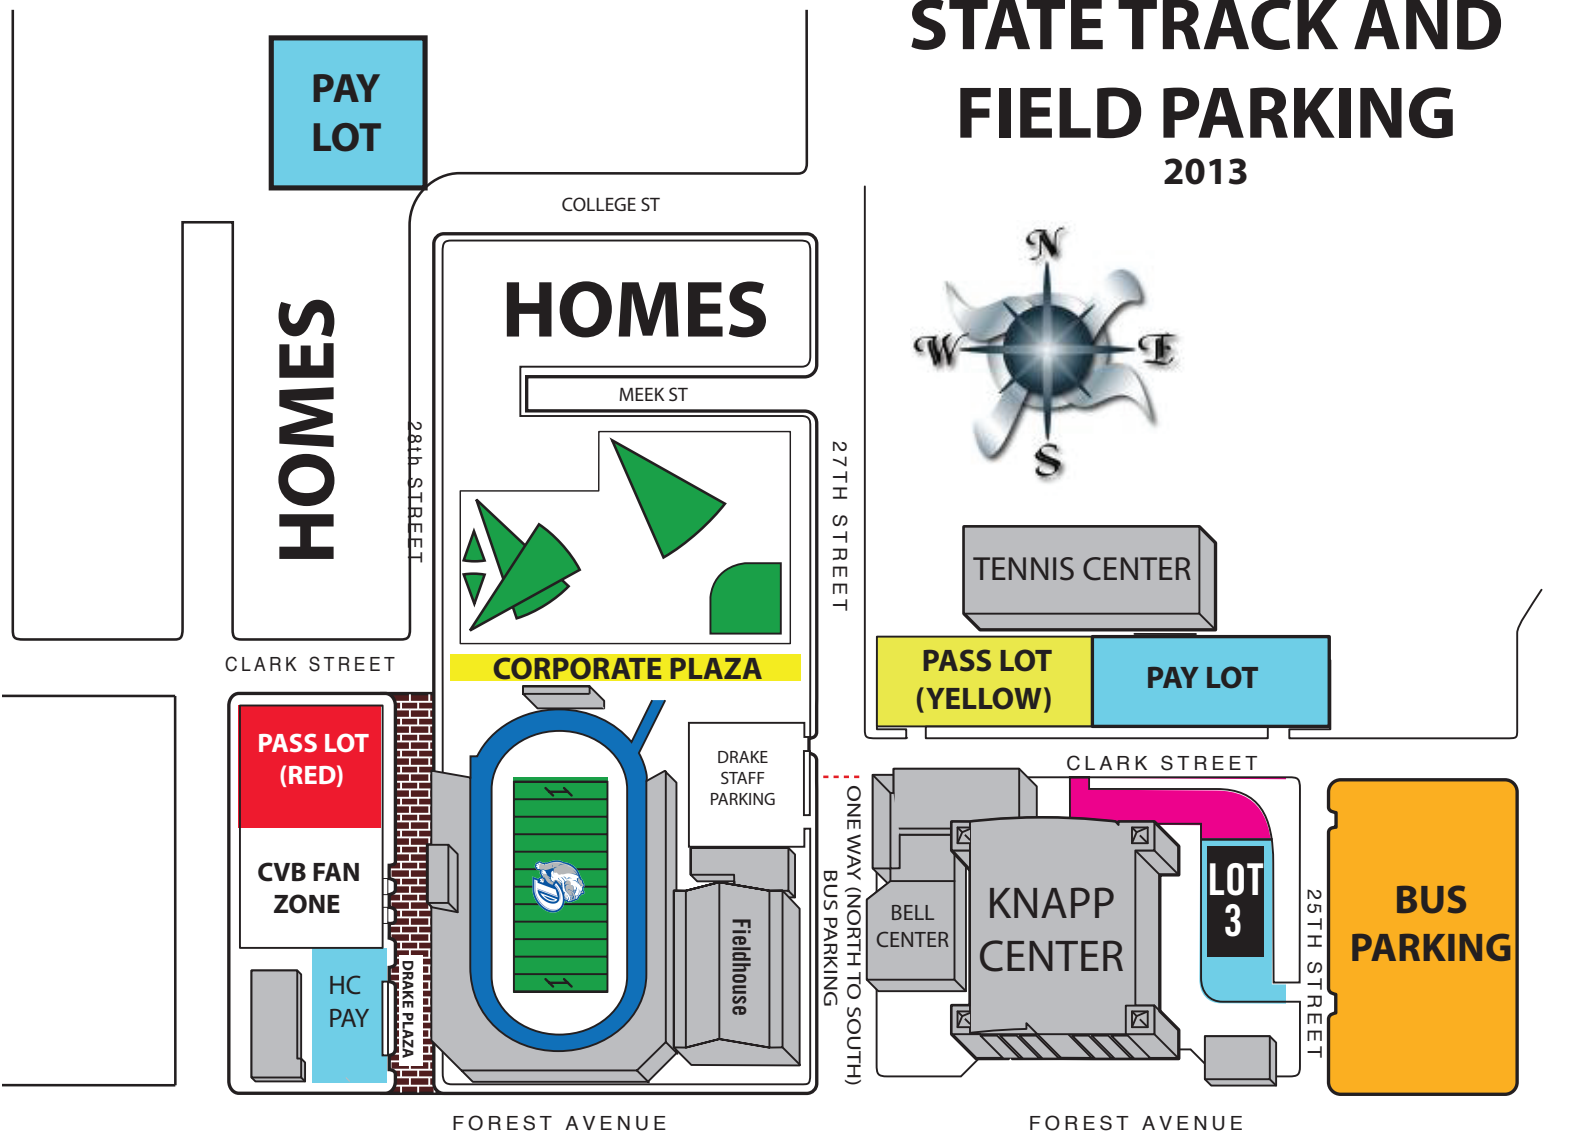 STATE TRACK AND
FIELD PARKING
2013
PAY
LOT
COLLEGE ST
HOMES
HOMES
MEEK ST
28th STREET
27TH STREET
N
W
E
S
TENNIS CENTER
CLARK STREET
CORPORATE PLAZA
PASS LOT
(YELLOW)
PAY LOT
PASS LOT
(RED)
DRAKE
STAFF
PARKING
CLARK STREET
CVB FAN
ZONE
HC
PAY
DRAKE PLAZA
Fieldhouse
ONE WAY (NORTH TO SOUTH)
BUS PARKING
BELL
CENTER
KNAPP
CENTER
LOT
3
25TH STREET
BUS
PARKING
FOREST AVENUE
FOREST AVENUE